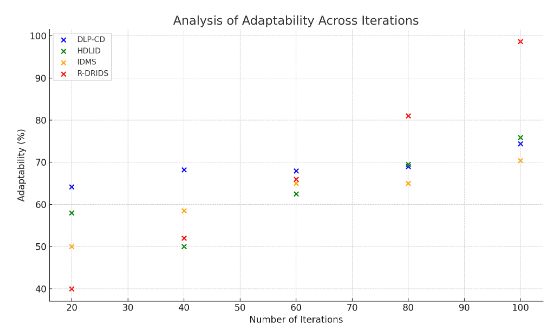 Analysis of Adaptability Across Iterations
DLP-CD
HDLID
IDMS
R-DRIDS
Adaptability (%)
100
90
80
70
60
50
40
20
30
40
50
60
70
80
90
100
Number of Iterations